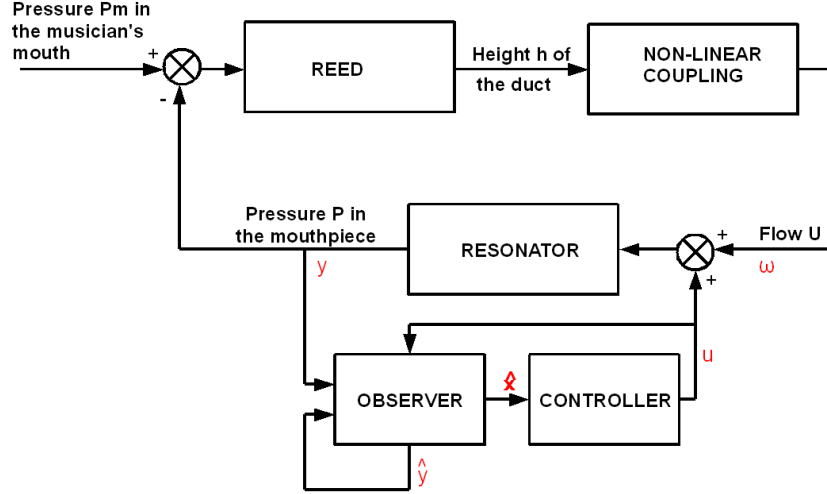 Pressure Pm in
the musician's
mouth
+
-
REED
Height h of
the duct
NON-LINEAR
COUPLING
Pressure P in
the mouthpiece
y
RESONATOR
+
+
Flow U
ω
u
OBSERVER
x̂
CONTROLLER
ŷ